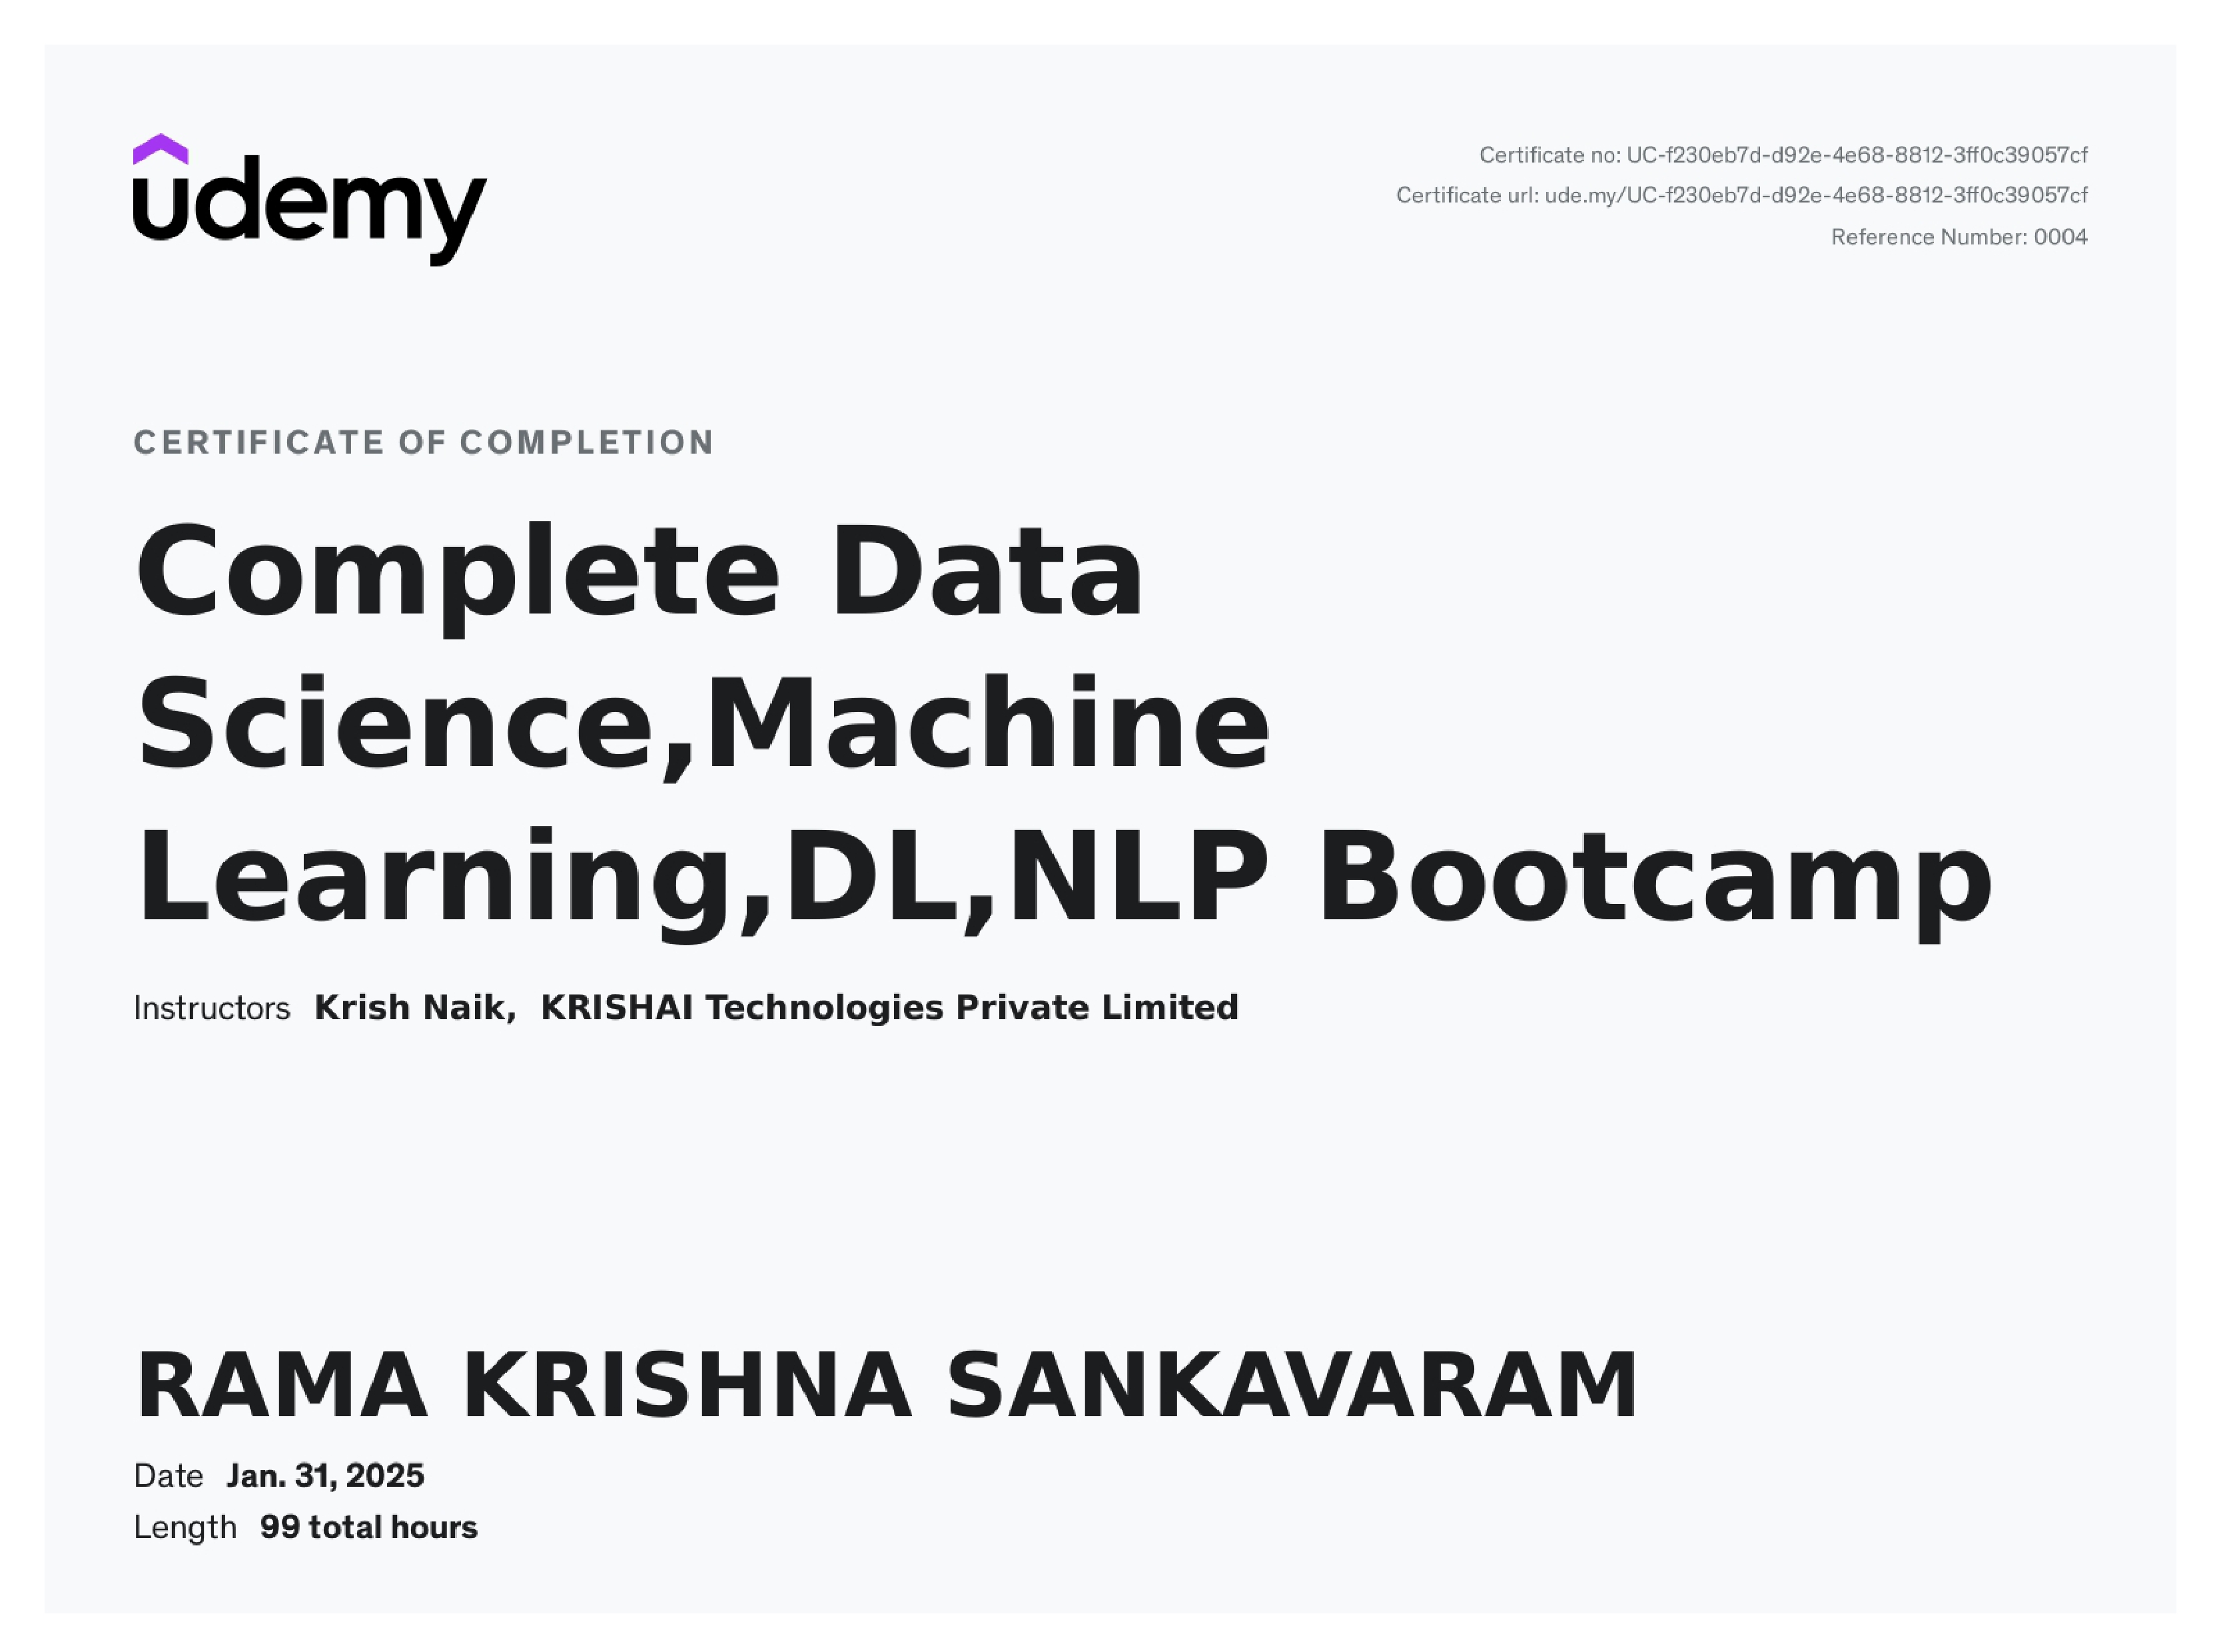 udemy
Certificate no: UC-f230eb7d-d92e-4e68-8812-3ff0c39057cf
Certificate url: ude.my/UC-f230eb7d-d92e-4e68-8812-3ff0c39057cf
Reference Number: 0004
CERTIFICATE OF COMPLETION
Complete Data
Science,Machine
Learning,DL,NLP Bootcamp
Instructors Krish Naik, KRISHAI Technologies Private Limited
RAMA KRISHNA SANKAVARAM
Date Jan. 31, 2025
Length 99 total hours